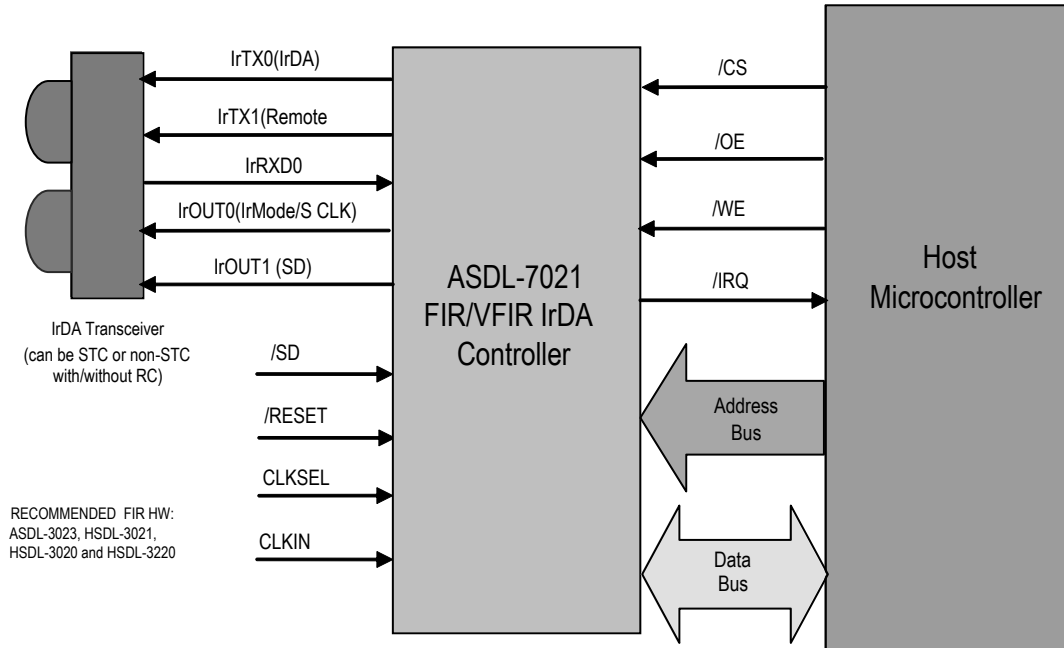 IrTX0(IrDA)
IrTX1(Remote
IrRXD0
IrOUT0(IrMode/S CLK)
IrOUT1 (SD)
IrDA Transceiver
(can be STC or non-STC
with/without RC)
/SD
/RESET
CLKSEL
CLKIN
RECOMMENDED FIR HW:
ASDL-3023, HSDL-3021,
HSDL-3020 and HSDL-3220
ASDL-7021
FIR/VFIR IrDA
Controller
/CS
/OE
/WE
/IRQ
Address
Bus
Data
Bus
Host
Microcontroller